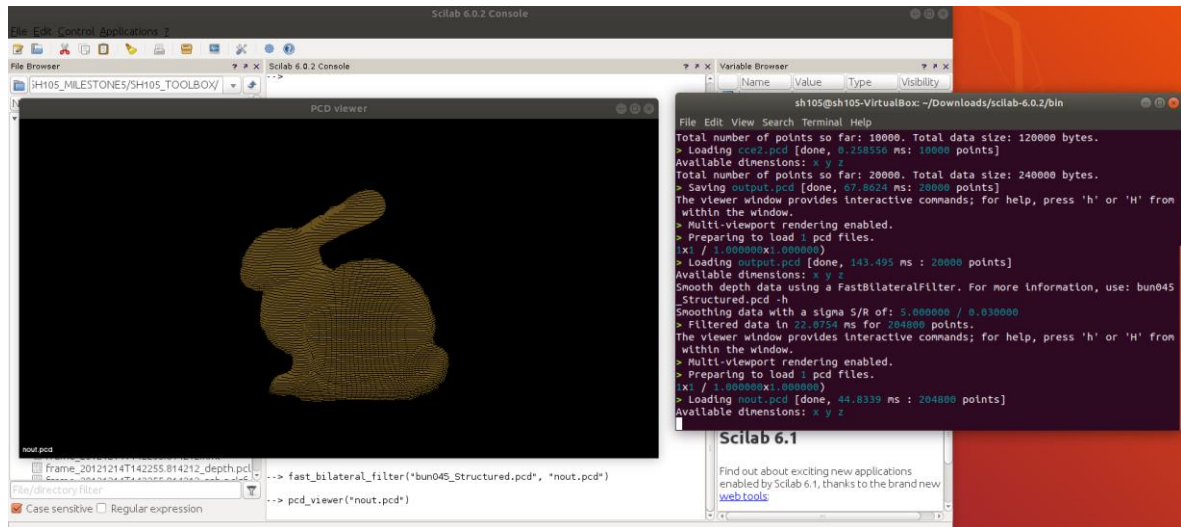 Scilab 6.0.2 Console
File Edit Control Applications ?
File Browser
Scilab 6.0.2 Console
Variable Browser
SH105_MILESTONES/SH105_TOOLBOX/
-->
Name Value Type Visibility
PCD viewer
nout.pcd
sh105@sh105-VirtualBox: ~/Downloads/scilab-6.0.2/bin
File Edit View Search Terminal Help
Total number of points so far: 10000. Total data size: 120000 bytes.
> Loading cce2.pcd [done, 0.258556 ms: 10000 points]
Available dimensions: x y z
Total number of points so far: 20000. Total data size: 240000 bytes.
> Saving output.pcd [done, 67.8624 ms: 20000 points]
The viewer window provides interactive commands; for help, press 'h' or 'H' from
within the window.
> Multi-viewport rendering enabled.
> Preparing to load 1 pcd files.
1x1 / 1.000000x1.000000)
> Loading output.pcd [done, 143.495 ms : 20000 points]
Available dimensions: x y z
Smooth depth data using a FastBilateralFilter. For more information, use: bun045
_Structured.pcd -h
Smoothing data with a sigma S/R of: 5.000000 / 0.030000
> Filtered data in 22.0754 ms for 204800 points.
The viewer window provides interactive commands; for help, press 'h' or 'H' from
within the window.
> Multi-viewport rendering enabled.
> Preparing to load 1 pcd files.
1x1 / 1.000000x1.000000)
> Loading nout.pcd [done, 44.8339 ms : 204800 points]
Available dimensions: x y z
frame_20121214T142255.814212_depth.pcl
File/directory filter
Case sensitive Regular expression
--> fast_bilateral_filter("bun045_Structured.pcd", "nout.pcd")
--> pcd_viewer("nout.pcd")
Scilab 6.1
Find out about exciting new applications
enabled by Scilab 6.1, thanks to the brand new
web tools: